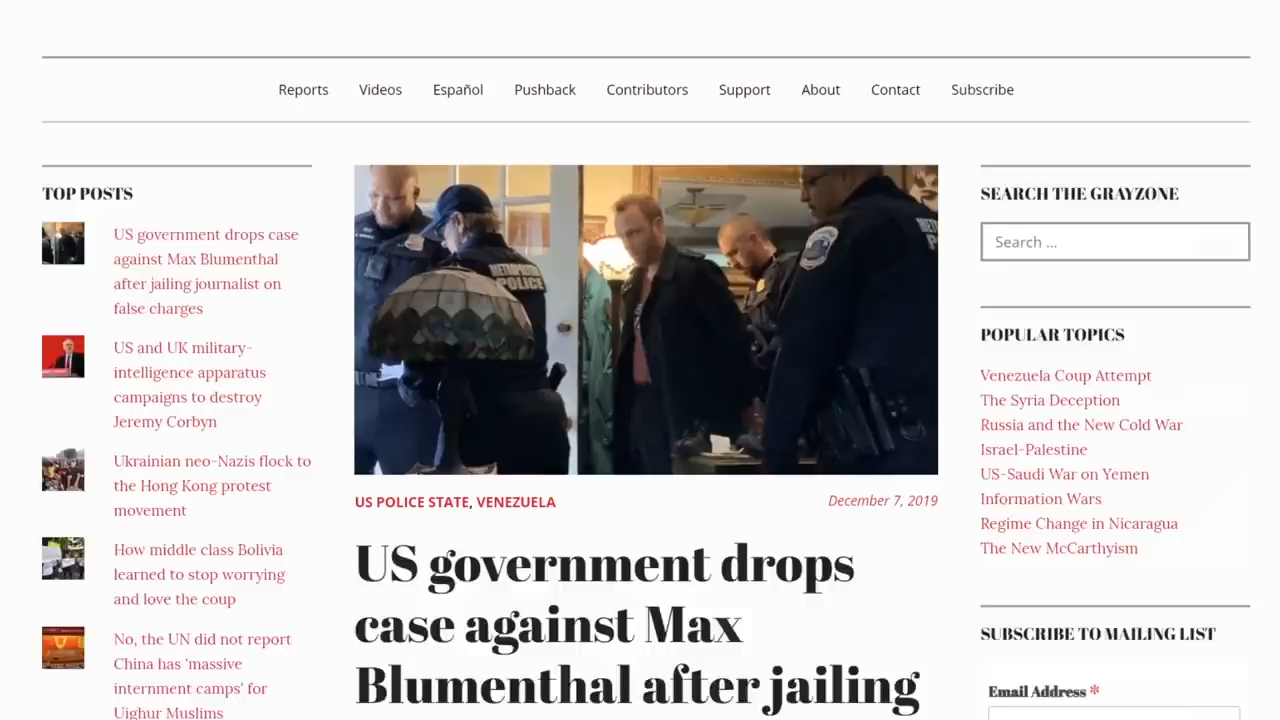 Reports Videos Español Pushback Contributors Support About Contact Subscribe
TOP POSTS
US government drops case
against Max Blumenthal
after jailing journalist on
false charges
US and UK military-
intelligence apparatus
campaigns to destroy
Jeremy Corbyn
Ukrainian neo-Nazis flock to
the Hong Kong protest
movement
How middle class Bolivia
learned to stop worrying
and love the coup
No, the UN did not report
China has 'massive
internment camps' for
Uighur Muslims
METROPOLITAN
POLICE
US POLICE STATE, VENEZUELA
December 7, 2019
US government drops
case against Max
Blumenthal after jailing
SEARCH THE GRAYZONE
Search ...
POPULAR TOPICS
Venezuela Coup Attempt
The Syria Deception
Russia and the New Cold War
Israel-Palestine
US-Saudi War on Yemen
Information Wars
Regime Change in Nicaragua
The New McCarthyism
SUBSCRIBE TO MAILING LIST
Email Address *